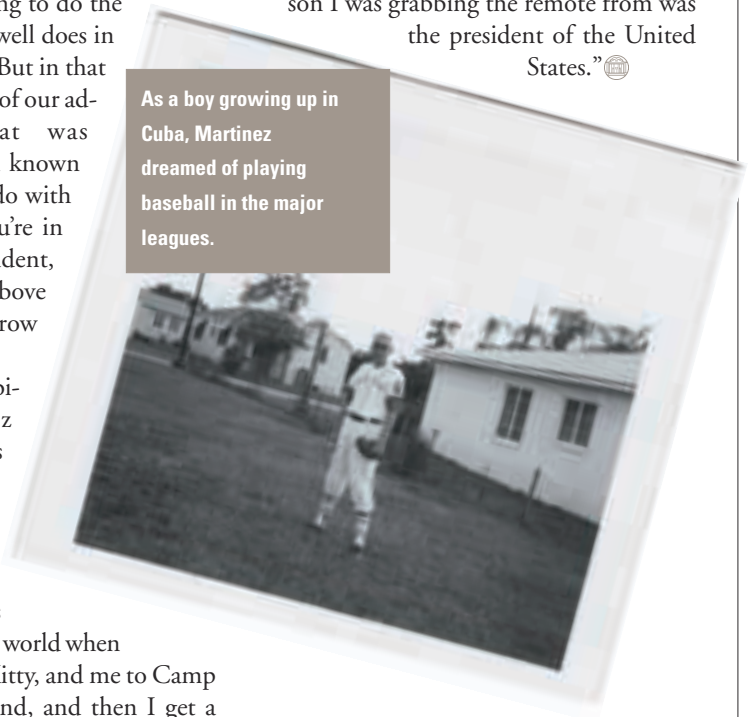 ng to do the
well does in
But in that
of our ad-
at was
known
do with
u're in
dent,
bove
row
pi-
z
s
world when
itty, and me to Camp
nd, and then I get a
son I was grabbing the remote from was
the president of the United
States.”
As a boy growing up in
Cuba, Martinez
dreamed of playing
baseball in the major
leagues.